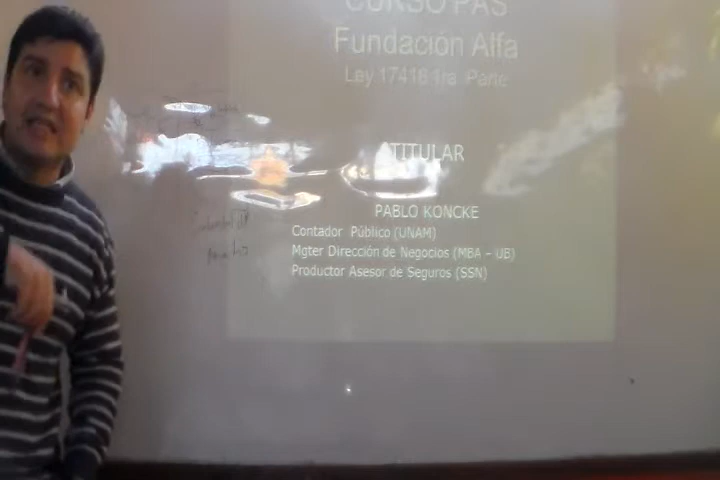 CURSO PAS
Fundación Alfa
Ley 17418 1ra Parte
TITULAR
PABLO KONCKE
Contador Público (UNAM)
Mgter Dirección de Negocios (MBA – UB)
Productor Asesor de Seguros (SSN)